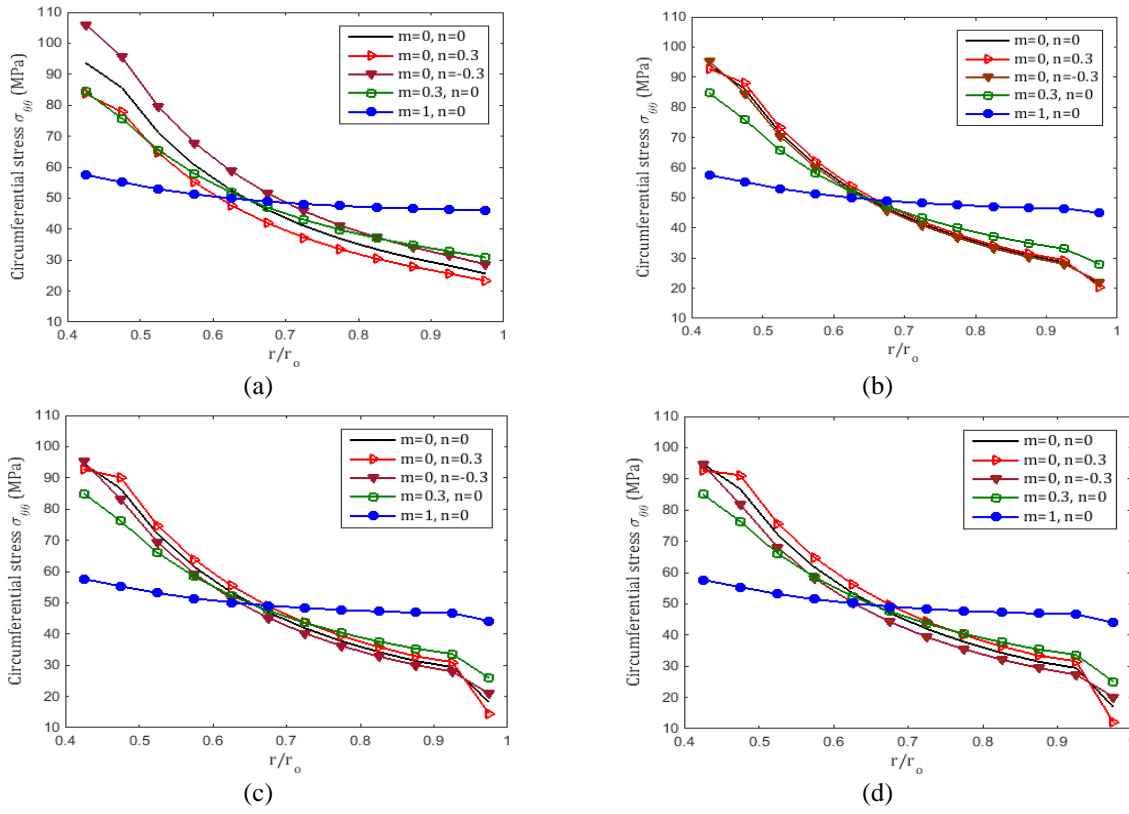 110
100
90
80
70
60
50
40
30
20
10
Circumferential stress σθθ (MPa)
m=0, n=0
m=0, n=0.3
m=0, n=-0.3
m=0.3, n=0
m=1, n=0
0.4 0.5 0.6 0.7 0.8 0.9 1
r/ro
(a)
110
100
90
80
70
60
50
40
30
20
10
Circumferential stress σθθ (MPa)
m=0, n=0
m=0, n=0.3
m=0, n=-0.3
m=0.3, n=0
m=1, n=0
0.4 0.5 0.6 0.7 0.8 0.9 1
r/ro
(b)
110
100
90
80
70
60
50
40
30
20
10
Circumferential stress σθθ (MPa)
m=0, n=0
m=0, n=0.3
m=0, n=-0.3
m=0.3, n=0
m=1, n=0
0.4 0.5 0.6 0.7 0.8 0.9 1
r/ro
(c)
110
100
90
80
70
60
50
40
30
20
10
Circumferential stress σθθ (MPa)
m=0, n=0
m=0, n=0.3
m=0, n=-0.3
m=0.3, n=0
m=1, n=0
0.4 0.5 0.6 0.7 0.8 0.9 1
r/ro
(d)